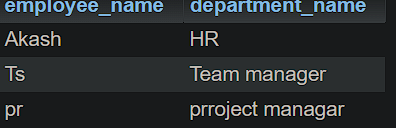 employee_name department_name
Akash HR
Ts Team manager
pr prroject managar